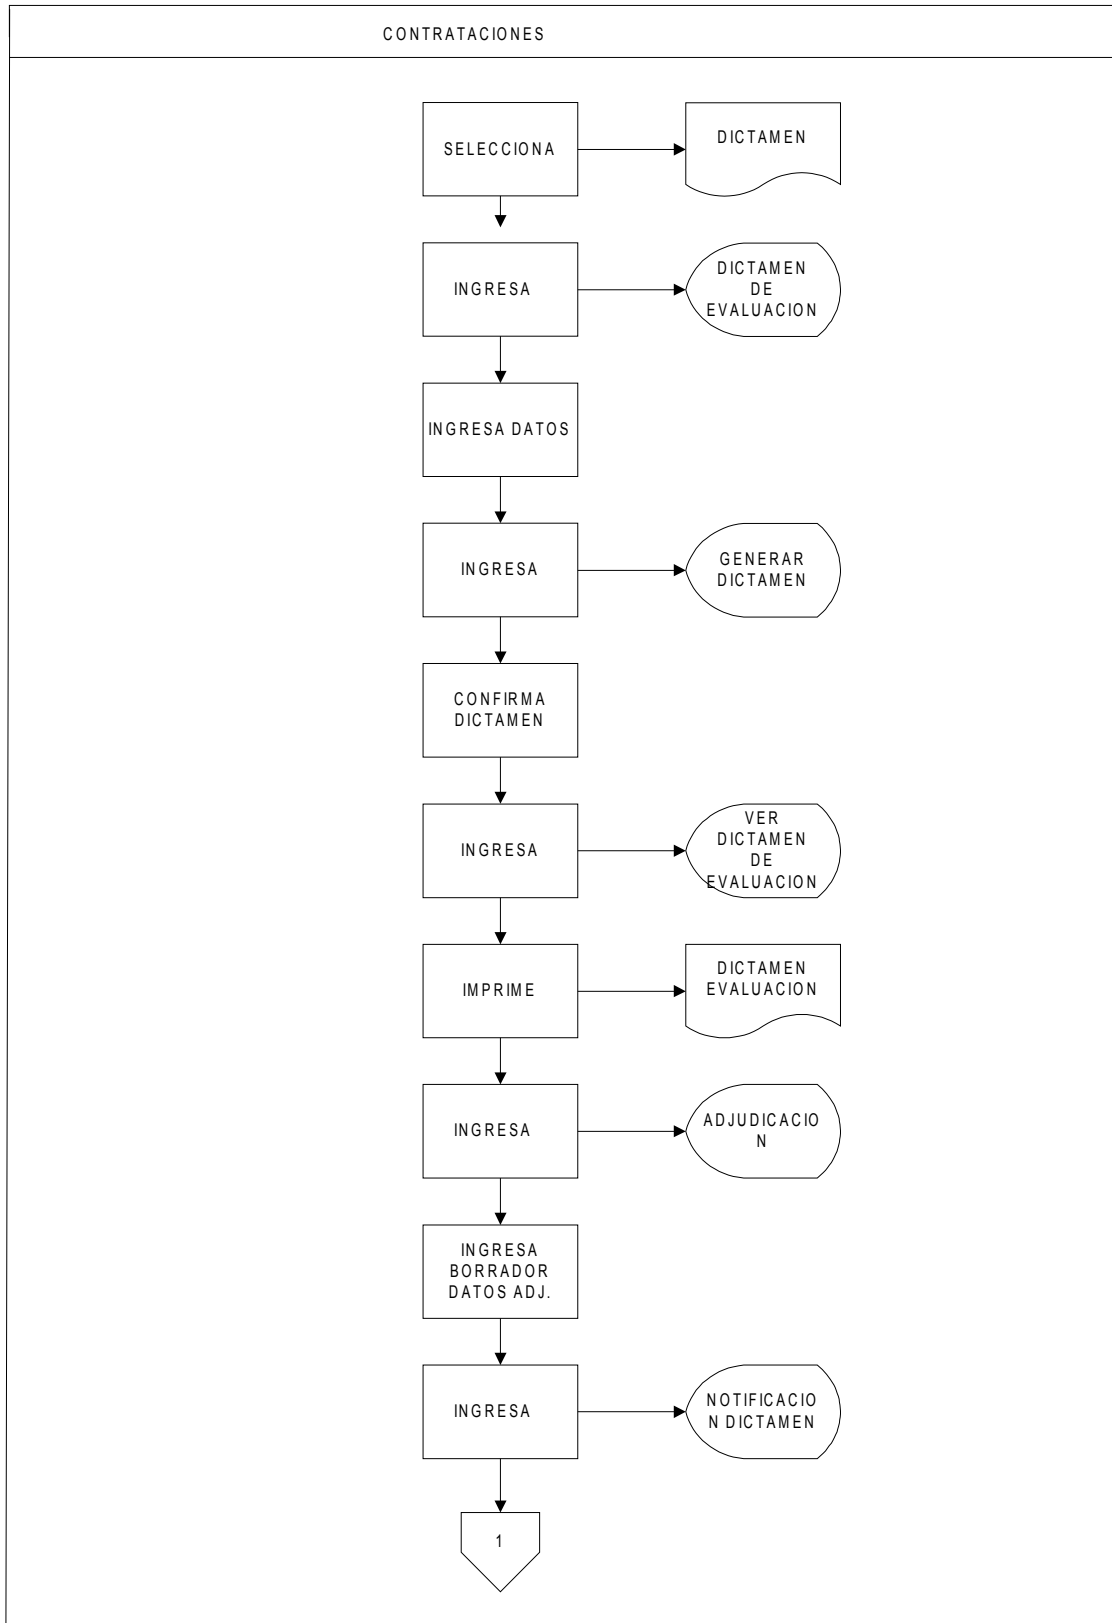 CONTRATACIONES
SELECCIONA
DICTAMEN
INGRESA
DICTAMEN
DE
EVALUACION
INGRESA DATOS
INGRESA
GENERAR
DICTAMEN
CONFIRMA
DICTAMEN
INGRESA
VER
DICTAMEN
DE
EVALUACION
IMPRIME
DICTAMEN
EVALUACION
INGRESA
ADJUDICACIO
N
INGRESA
BORRADOR
DATOS ADJ.
INGRESA
NOTIFICACIO
N DICTAMEN
1